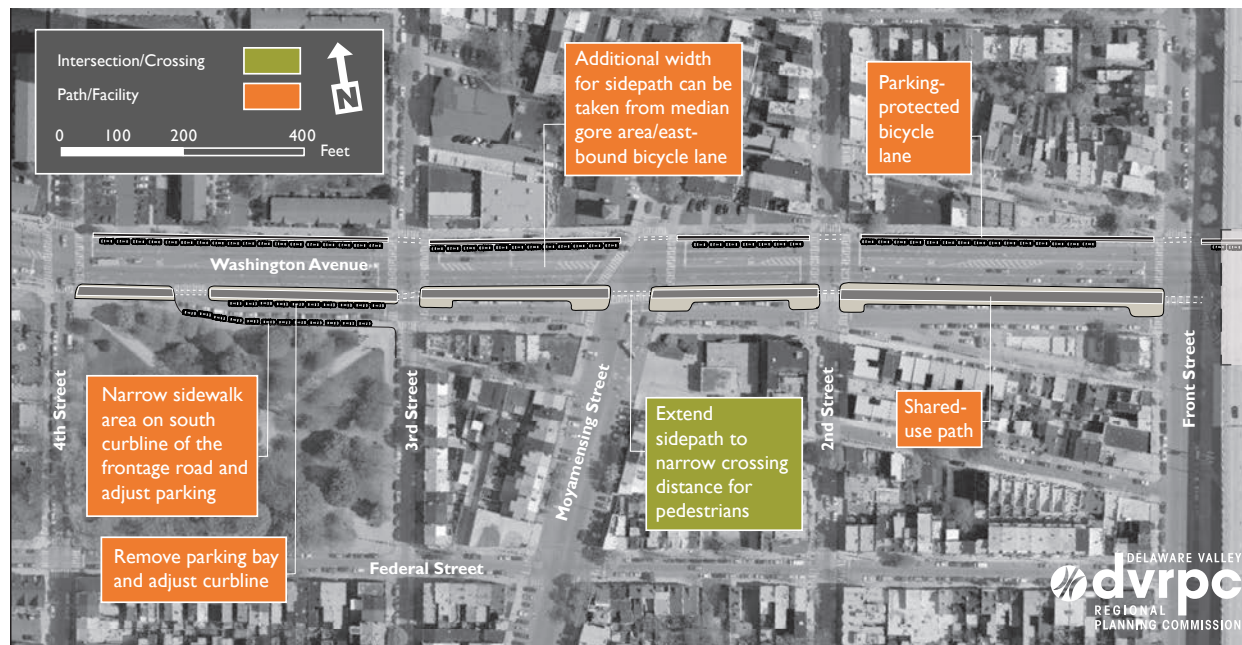 Intersection/Crossing
Path/Facility
N
0 100 200 400
Feet
Additional width
for sidepath can be
taken from median
gore area/east-
bound bicycle lane
Parking-
protected
bicycle
lane
Washington Avenue
4th Street
3rd Street
Moyamensing Street
2nd Street
Front Street
Narrow sidewalk
area on south
curbline of the
frontage road and
adjust parking
Extend
sidepath to
narrow crossing
distance for
pedestrians
Shared-
use path
Remove parking bay
and adjust curbline
Federal Street
DELAWARE VALLEY
dvrpc
REGIONAL
PLANNING COMMISSION